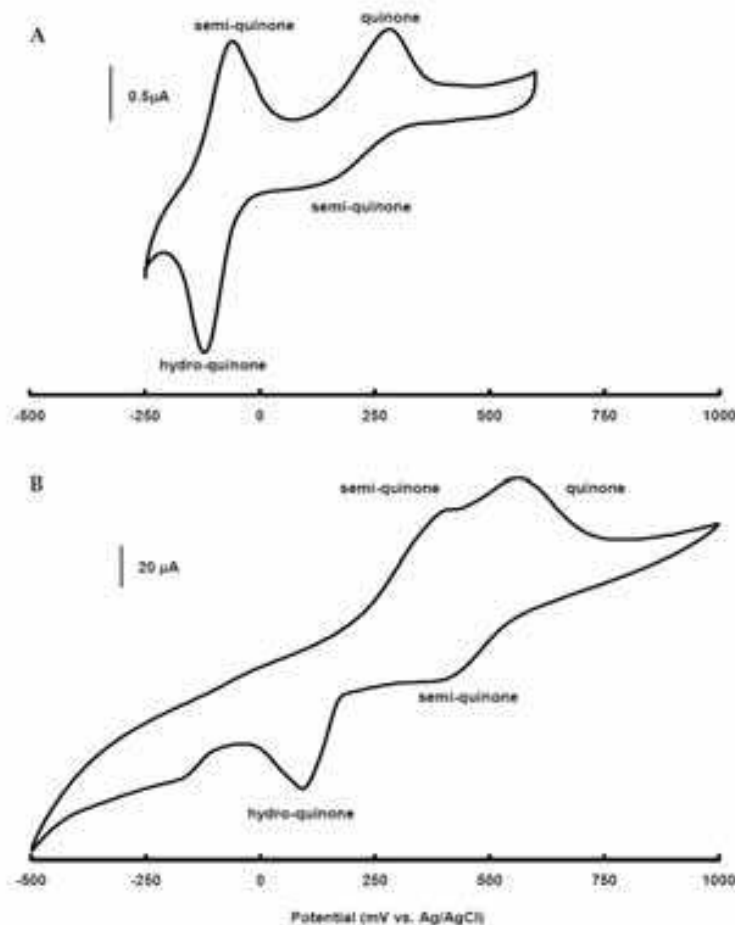 A
semi-quinone
quinone
0.5µA
semi-quinone
hydro-quinone
-500 -250 0 250 500 750 1000
B
semi-quinone
quinone
20 µA
semi-quinone
hydro-quinone
-500 -250 0 250 500 750 1000
Potential (mV vs. Ag/AgCl)